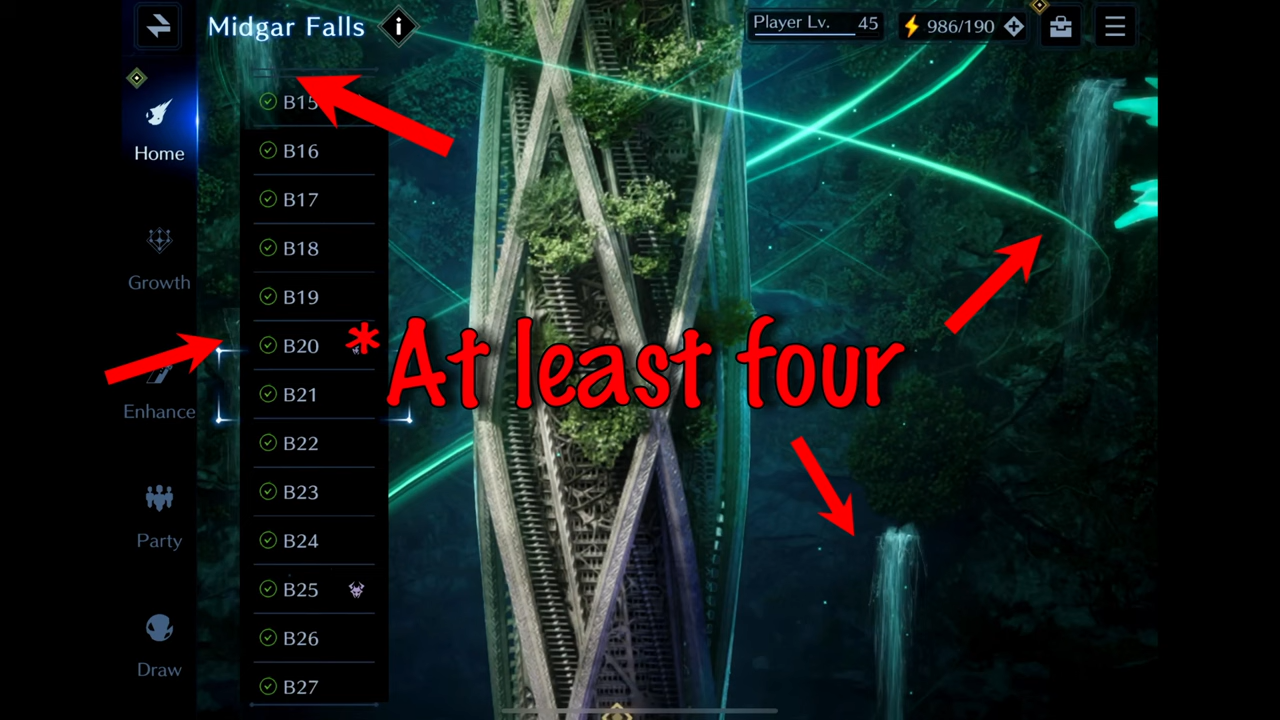 Midgar Falls
i
Player Lv. 45
986/190
Home
Growth
Enhance
Party
Draw
B15
B16
B17
B18
B19
B20
B21
B22
B23
B24
B25
B26
B27
*At least four